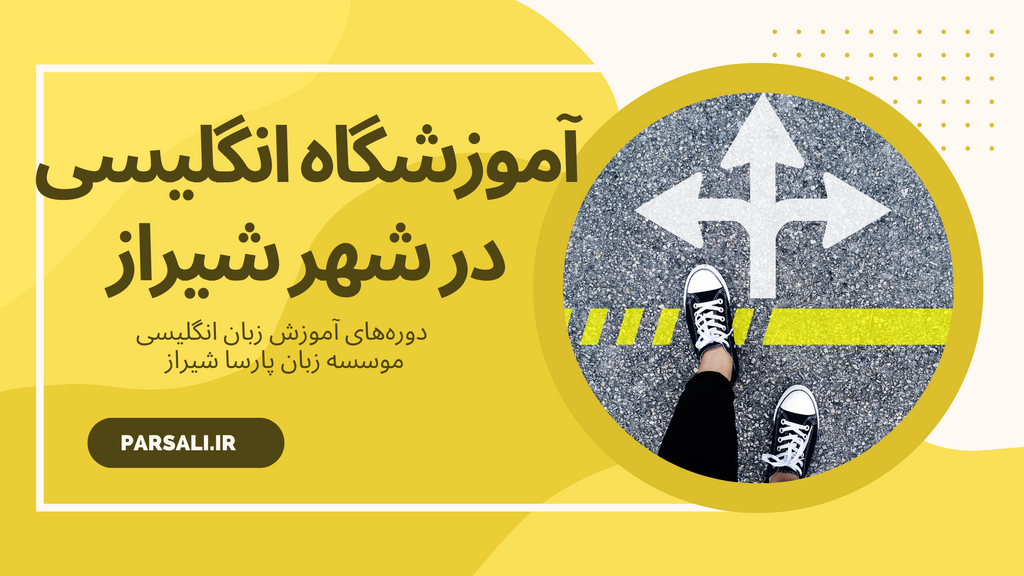 آموزشگاه انگلیسی
در شهر شیراز
دوره‌های آموزش زبان انگلیسی
موسسه زبان پارسا شیراز
PARSALI.IR